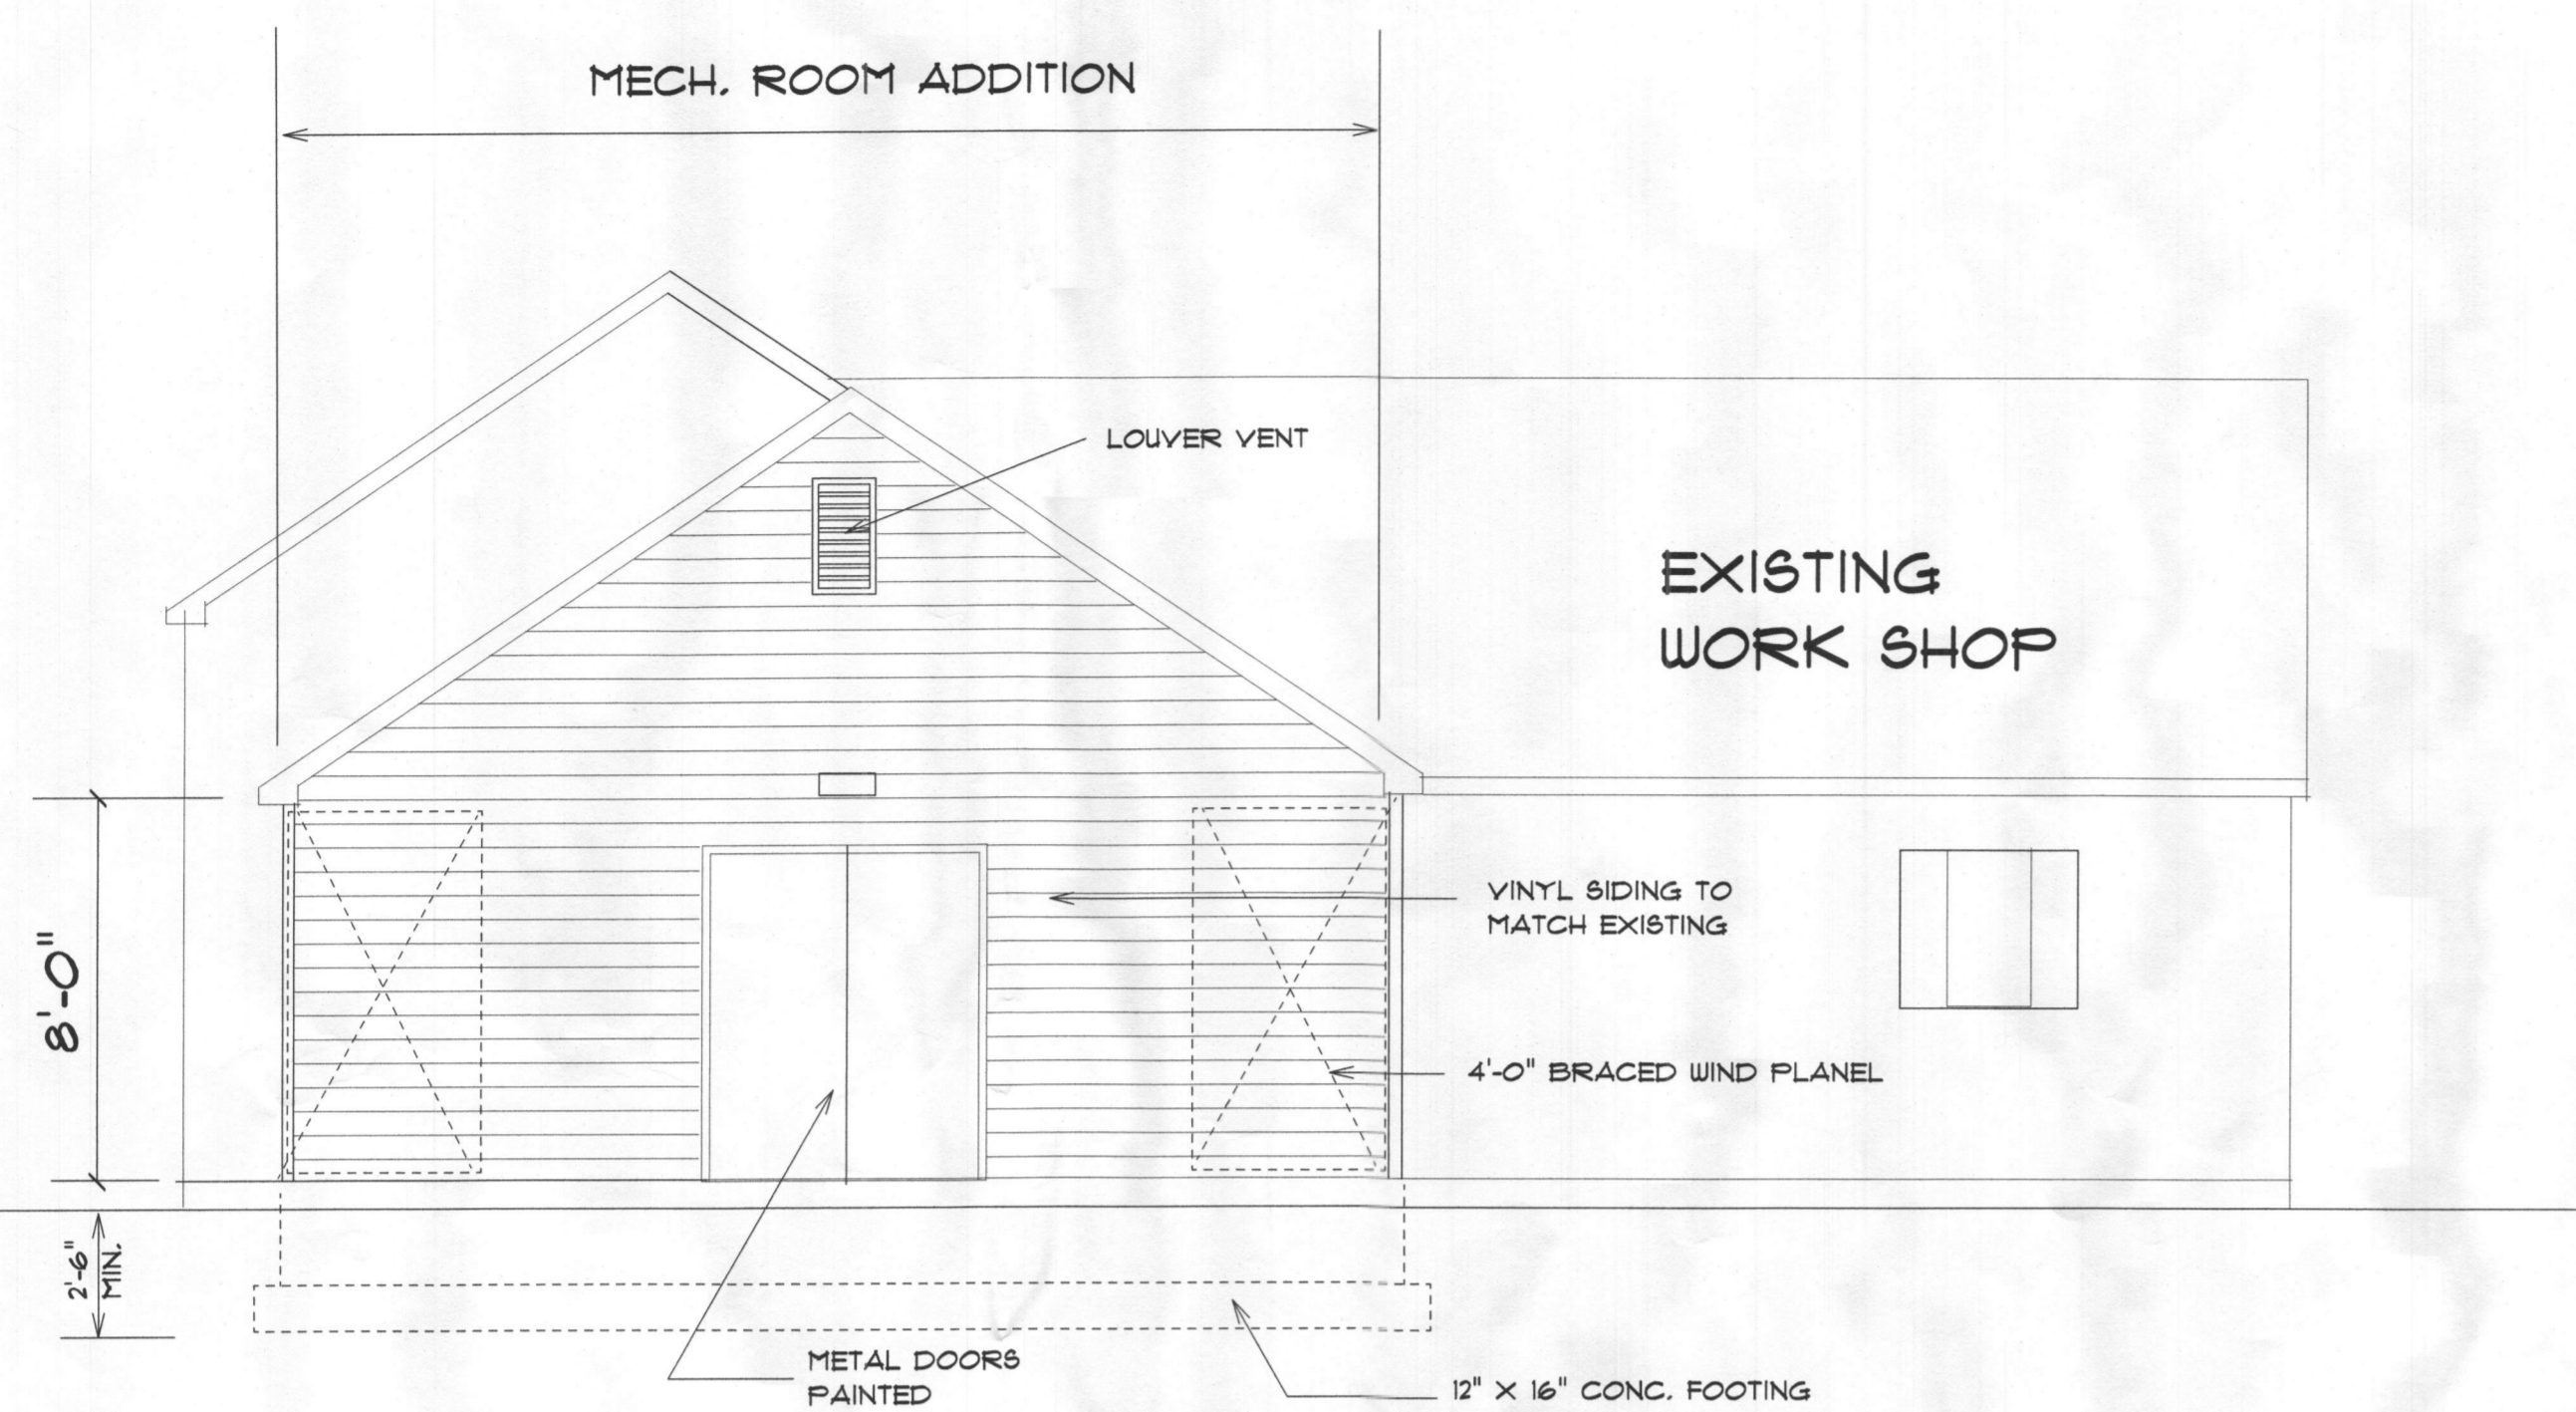 MECH. ROOM ADDITION
LOUVER VENT
EXISTING
WORK SHOP
VINYL SIDING TO
MATCH EXISTING
8'-0"
4'-0" BRACED WIND PLANEL
2'-6"
MIN.
METAL DOORS
PAINTED
12" X 16" CONC. FOOTING